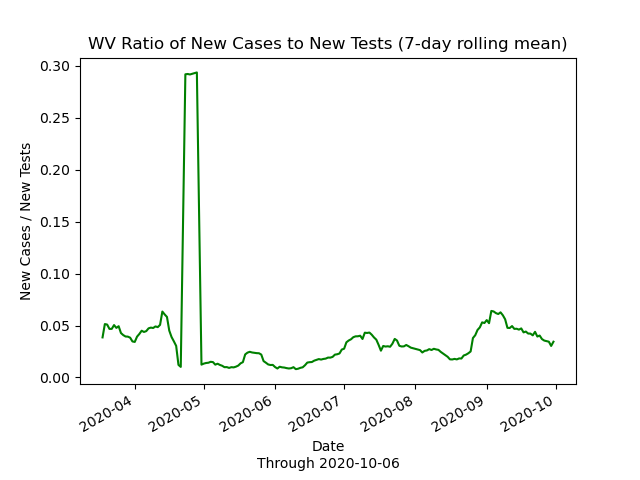 WV Ratio of New Cases to New Tests (7-day rolling mean)
New Cases / New Tests
0.30
0.25
0.20
0.15
0.10
0.05
0.00
2020-04 2020-05 2020-06 2020-07 2020-08 2020-09 2020-10
Date
Through 2020-10-06